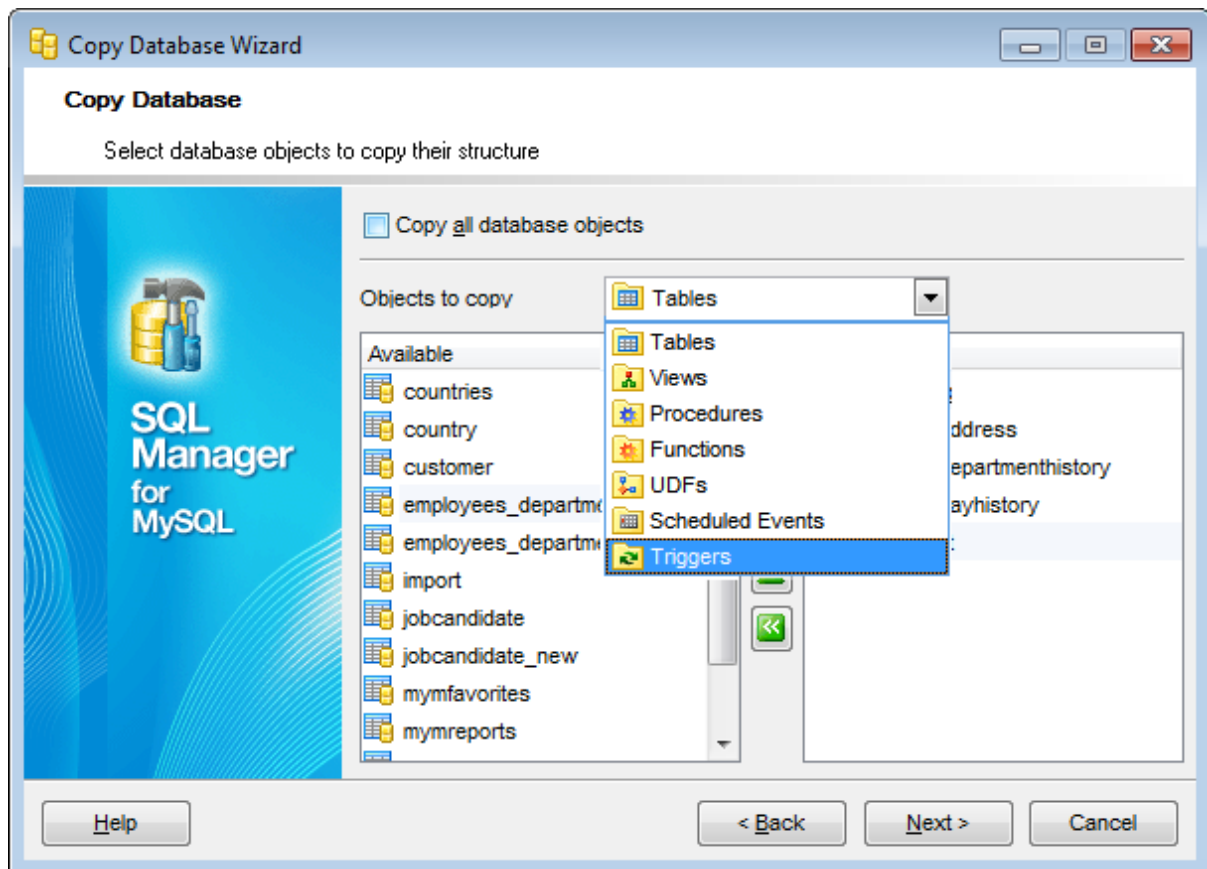 Copy Database Wizard
Copy Database
Select database objects to copy their structure
SQL
Manager
for
MySQL
Copy all database objects
Objects to copy
Tables
Tables
Views
Procedures
Functions
UDFs
Scheduled Events
Triggers
Available
countries
country
customer
employees_departme
employees_departme
import
jobcandidate
jobcandidate_new
mymfavorites
mymreports
ddress
epartmenthistory
ayhistory
Help
< Back
Next >
Cancel